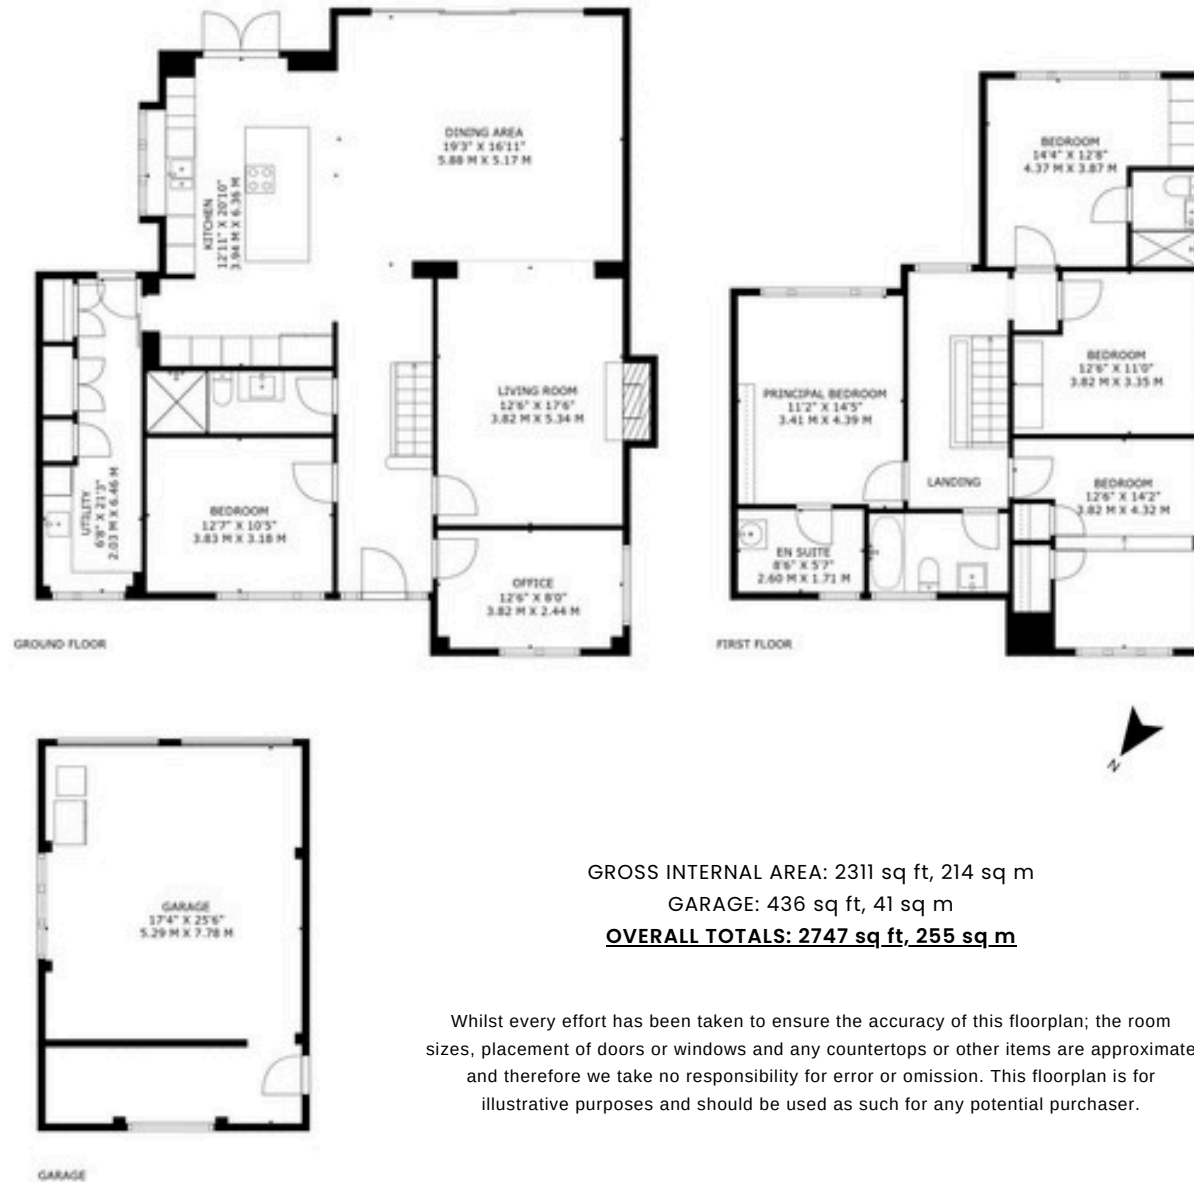 DINING AREA
19'3" X 16'11"
5.88 M X 5.17 M
KITCHEN
12'11" X 20'10"
3.94 M X 6.36 M
LIVING ROOM
12'6" X 17'6"
3.82 M X 5.34 M
UTILITY
6'8" X 21'3"
2.03 M X 6.46 M
BEDROOM
12'7" X 10'5"
3.83 M X 3.18 M
OFFICE
12'6" X 8'0"
3.82 M X 2.44 M
GROUND FLOOR
BEDROOM
14'4" X 12'8"
4.37 M X 3.87 M
BEDROOM
12'6" X 11'0"
3.82 M X 3.35 M
PRINCIPAL BEDROOM
11'2" X 14'5"
3.41 M X 4.39 M
LANDING
BEDROOM
12'6" X 14'2"
3.82 M X 4.32 M
EN SUITE
8'6" X 5'7"
2.60 M X 1.71 M
FIRST FLOOR
N
GARAGE
17'4" X 25'6"
5.29 M X 7.78 M
GARAGE
GROSS INTERNAL AREA: 2311 sq ft, 214 sq m
GARAGE: 436 sq ft, 41 sq m
OVERALL TOTALS: 2747 sq ft, 255 sq m
Whilst every effort has been taken to ensure the accuracy of this floorplan; the room
sizes, placement of doors or windows and any countertops or other items are approximate
and therefore we take no responsibility for error or omission. This floorplan is for
illustrative purposes and should be used as such for any potential purchaser.